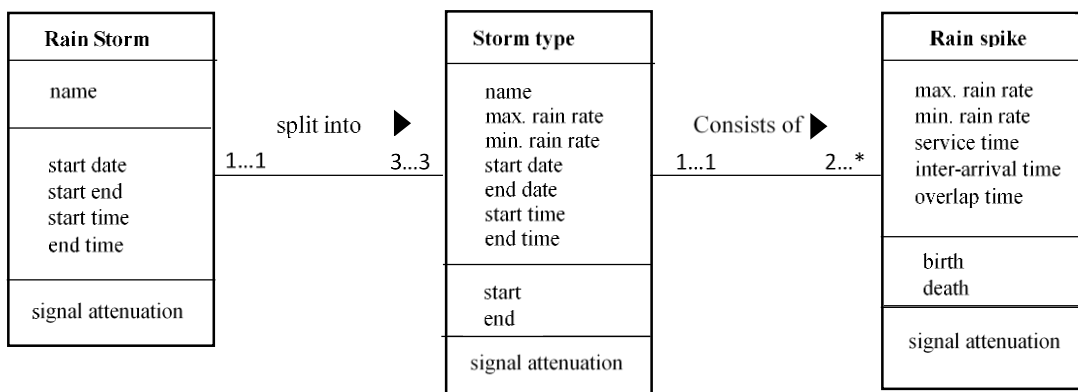 Rain Storm
name
start date
start end
start time
end time
signal attenuation
split into
1...1
3...3
Storm type
name
max. rain rate
min. rain rate
start date
end date
start time
end time
start
end
signal attenuation
Consists of
1...1
2...*
Rain spike
max. rain rate
min. rain rate
service time
inter-arrival time
overlap time
birth
death
signal attenuation